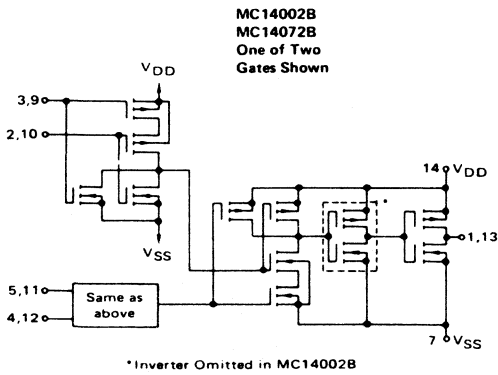 MC14002B
MC14072B
One of Two
Gates Shown
VDD
3,9
2,10
14 VDD
*
1,13
VSS
5,11
4,12
Same as
above
7 VSS
*Inverter Omitted in MC14002B